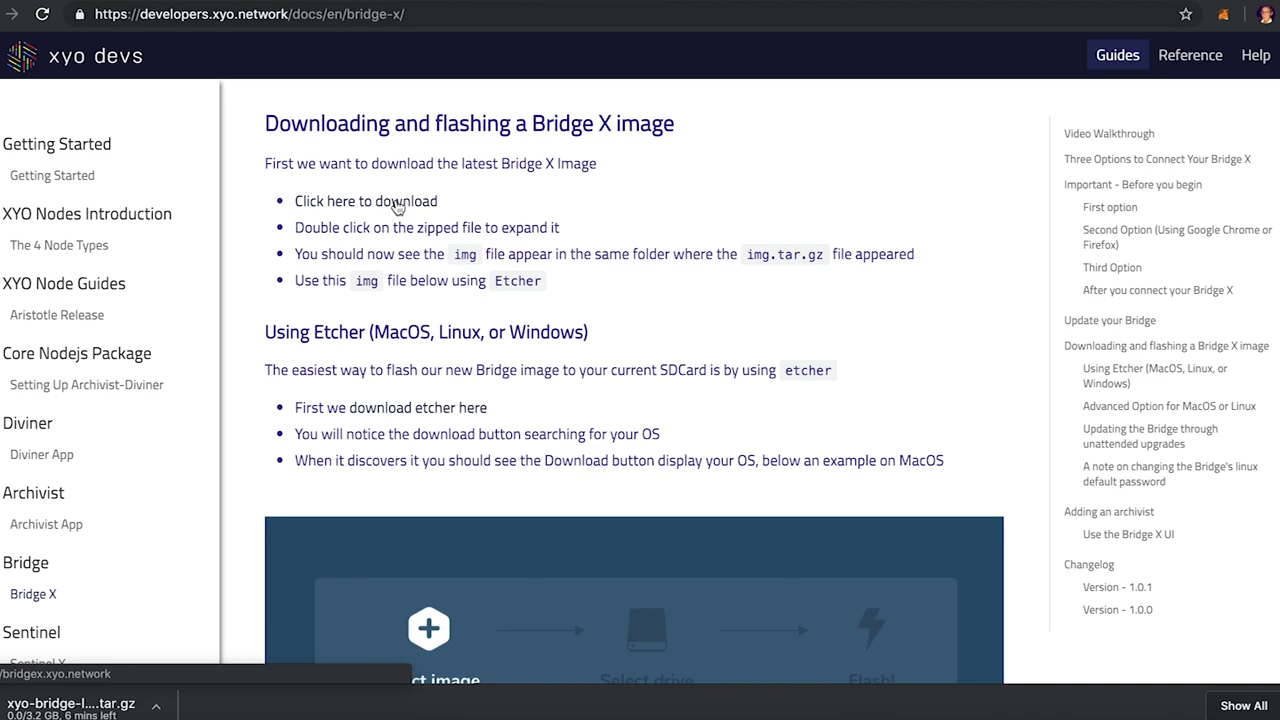 https://developers.xyo.network/docs/en/bridge-x/
xyo devs
Guides
Reference
Help
Getting Started
Getting Started
XYO Nodes Introduction
The 4 Node Types
XYO Node Guides
Aristotle Release
Core Nodejs Package
Setting Up Archivist-Diviner
Diviner
Diviner App
Archivist
Archivist App
Bridge
Bridge X
Sentinel
Sentinel X
Downloading and flashing a Bridge X image
First we want to download the latest Bridge X Image
Click here to download
Double click on the zipped file to expand it
You should now see the img file appear in the same folder where the img.tar.gz file appeared
Use this img file below using Etcher
Using Etcher (MacOS, Linux, or Windows)
The easiest way to flash our new Bridge image to your current SDCard is by using etcher
First we download etcher here
You will notice the download button searching for your OS
When it discovers it you should see the Download button display your OS, below an example on MacOS
ct image
Select drive
Flash!
Video Walkthrough
Three Options to Connect Your Bridge X
Important - Before you begin
First option
Second Option (Using Google Chrome or
Firefox)
Third Option
After you connect your Bridge X
Update your Bridge
Downloading and flashing a Bridge X image
Using Etcher (MacOS, Linux, or
Windows)
Advanced Option for MacOS or Linux
Updating the Bridge through
unattended upgrades
A note on changing the Bridge's linux
default password
Adding an archivist
Use the Bridge X UI
Changelog
Version - 1.0.1
Version - 1.0.0
/bridgex.xyo.network
xyo-bridge-l....tar.gz
0.0/3.2 GB, 6 mins left
Show All